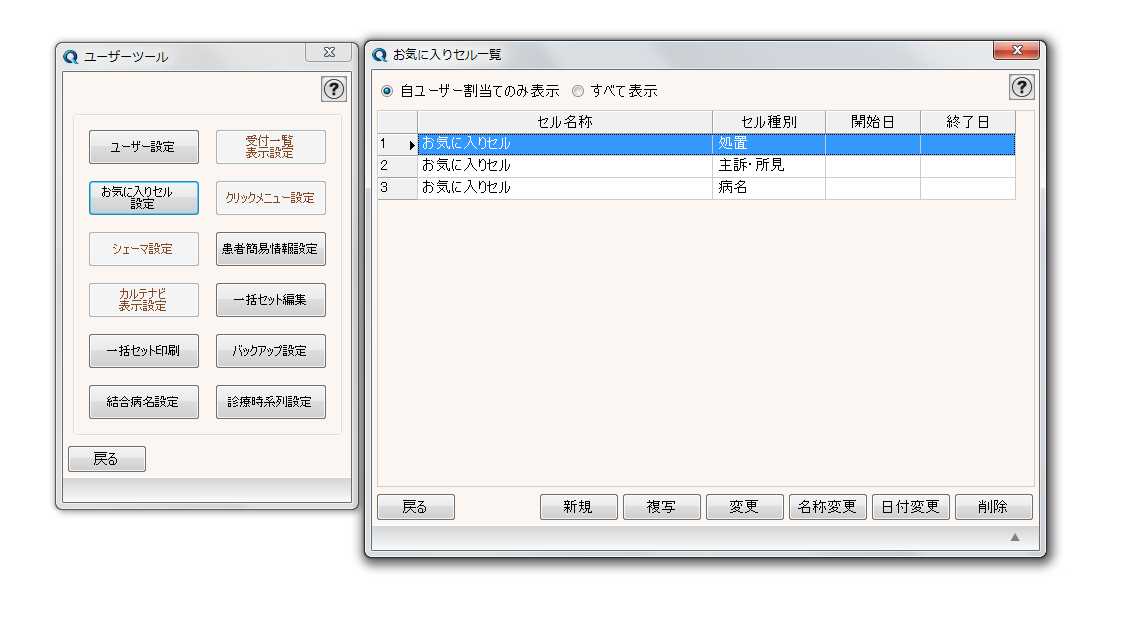 ユーザーツール
?
ユーザー設定
受付一覧
表示設定
お気に入りセル
設定
クリックメニュー設定
シェーマ設定
患者簡易情報設定
カルテナビ
表示設定
一括セット編集
一括セット印刷
バックアップ設定
結合病名設定
診療時系列設定
戻る
お気に入りセル一覧
?
自ユーザー割当てのみ表示 すべて表示
セル名称 セル種別 開始日 終了日
1 お気に入りセル 処置
2 お気に入りセル 主訴・所見
3 お気に入りセル 病名
戻る 新規 複写 変更 名称変更 日付変更 削除